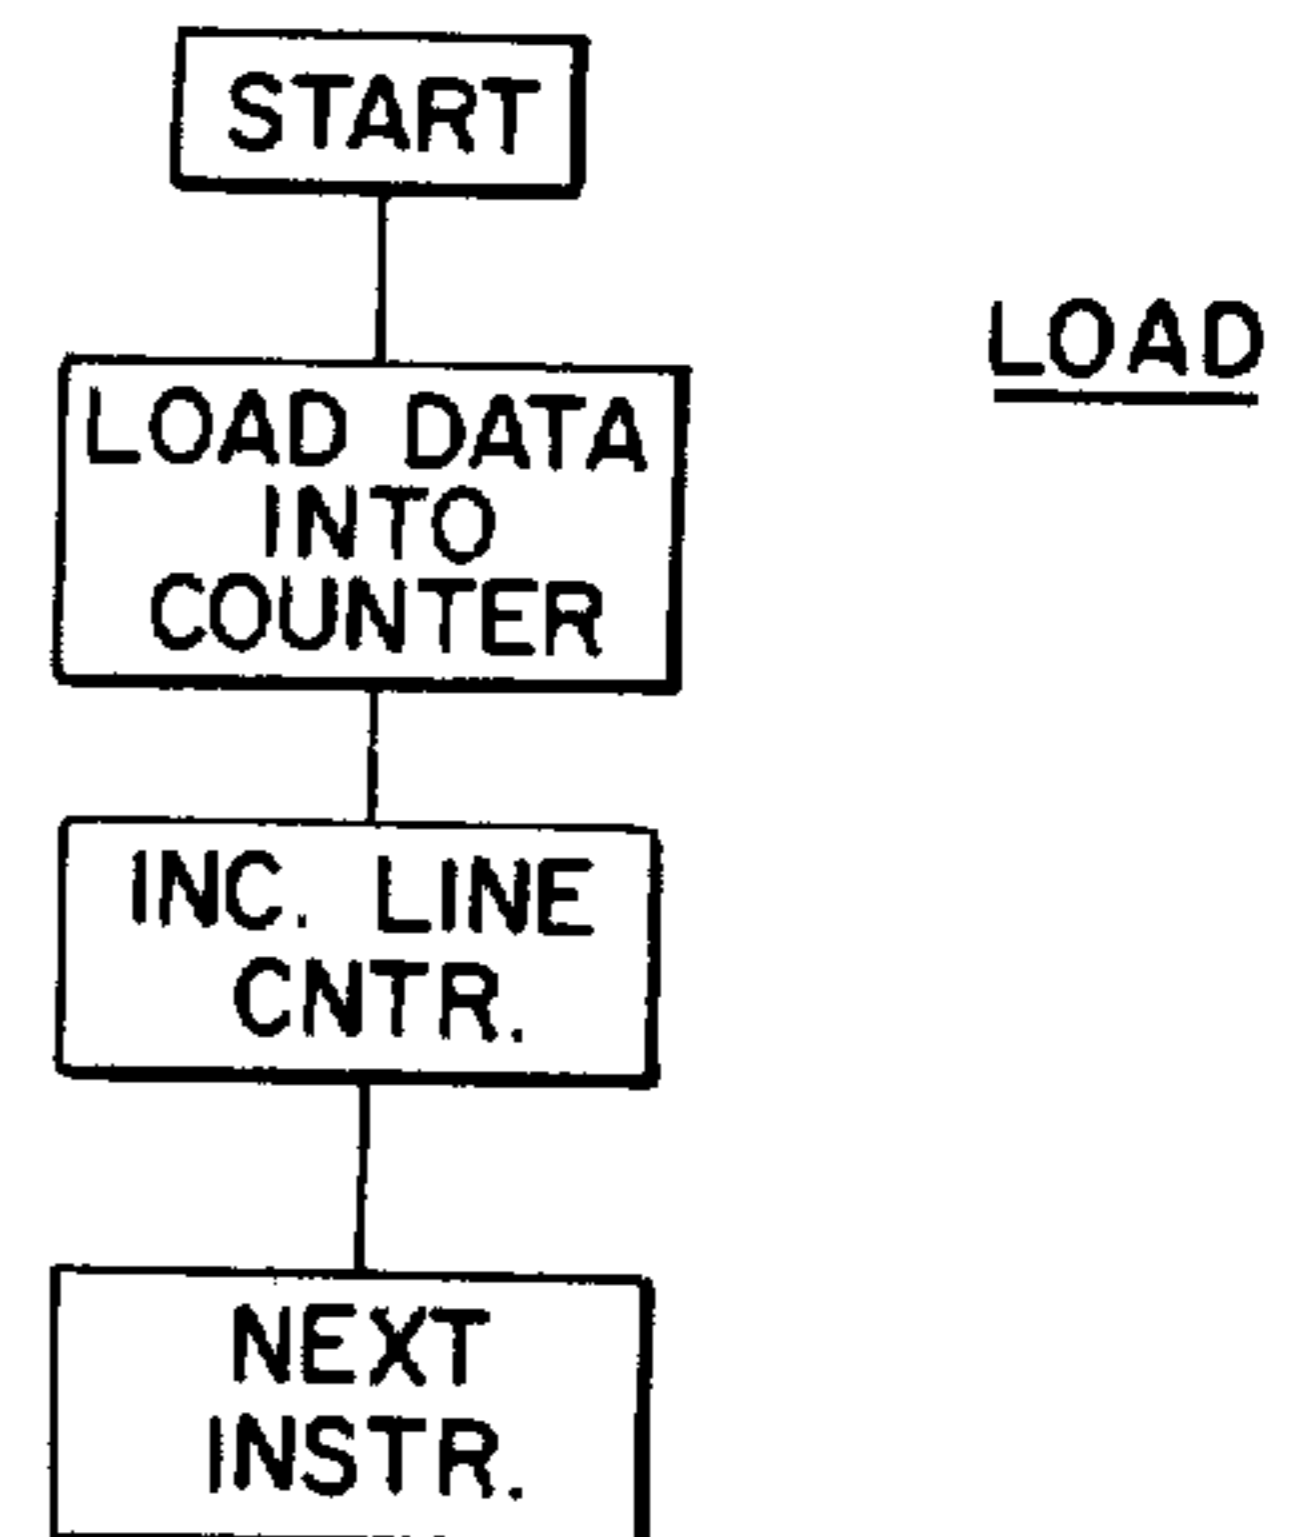 START
LOAD
LOAD DATA
INTO
COUNTER
INC. LINE
CNTR.
NEXT
INSTR.